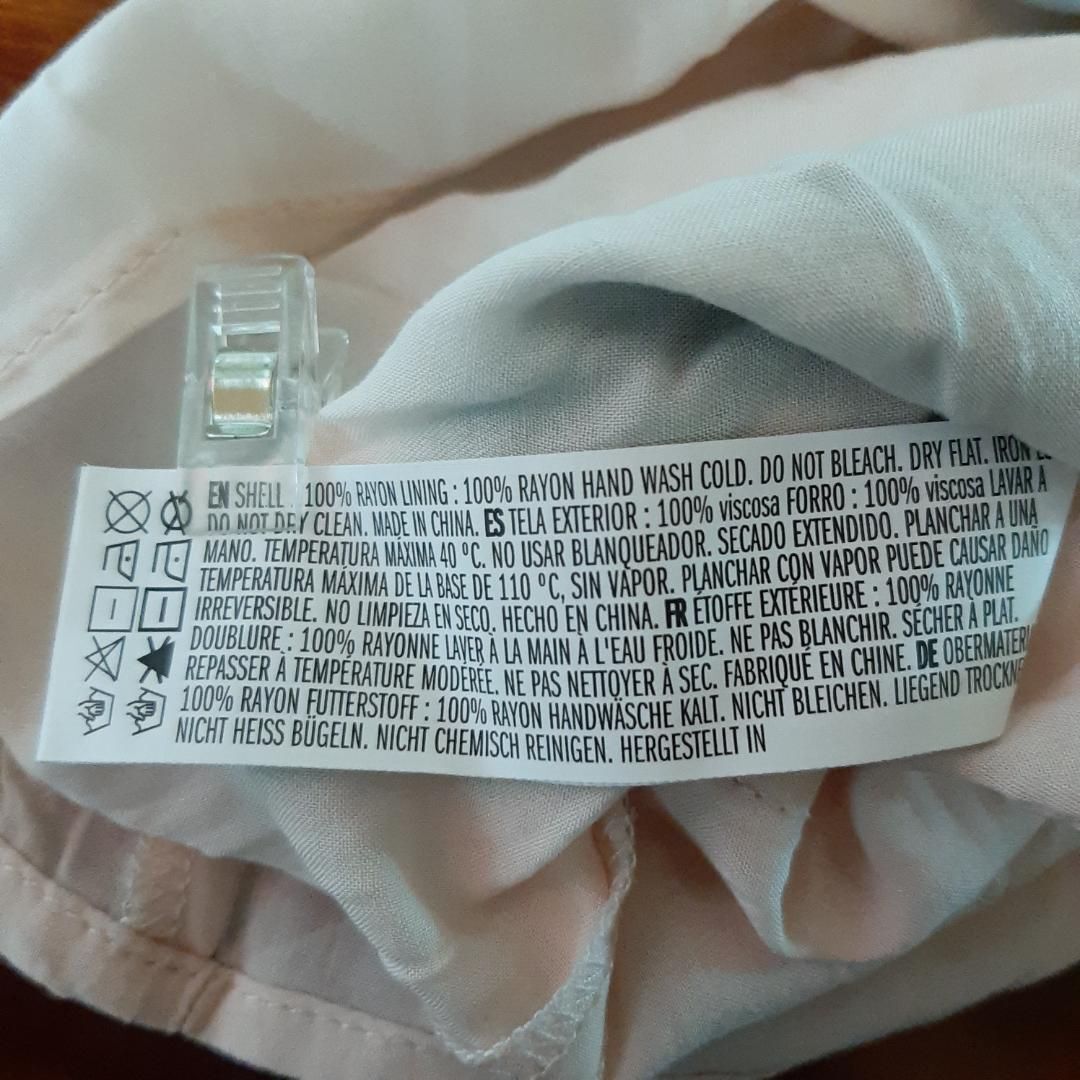 EN SHELL : 100% RAYON LINING : 100% RAYON HAND WASH COLD. DO NOT BLEACH. DRY FLAT. IRON
DO NOT DRY CLEAN. MADE IN CHINA. ES TELA EXTERIOR : 100% viscosa FORRO : 100% viscosa LAVAR A
MANO. TEMPERATURA MÁXIMA 40 ºC. NO USAR BLANQUEADOR. SECADO EXTENDIDO. PLANCHAR A UNA
TEMPERATURA MÁXIMA DE LA BASE DE 110 ºC, SIN VAPOR. PLANCHAR CON VAPOR PUEDE CAUSAR DAÑO
IRREVERSIBLE. NO LIMPIEZA EN SECO. HECHO EN CHINA. FR ÉTOFFE EXTÉRIEURE : 100% RAYONNE
DOUBLURE : 100% RAYONNE LAVER À LA MAIN À L'EAU FROIDE. NE PAS BLANCHIR. SÉCHER À PLAT.
REPASSER À TEMPÉRATURE MODÉRÉE. NE PAS NETTOYER À SEC. FABRIQUÉ EN CHINE. DE OBERMATERI
100% RAYON FUTTERSTOFF : 100% RAYON HANDWÄSCHE KALT. NICHT BLEICHEN. LIEGEND TROCKNE
NICHT HEISS BÜGELN. NICHT CHEMISCH REINIGEN. HERGESTELLT IN